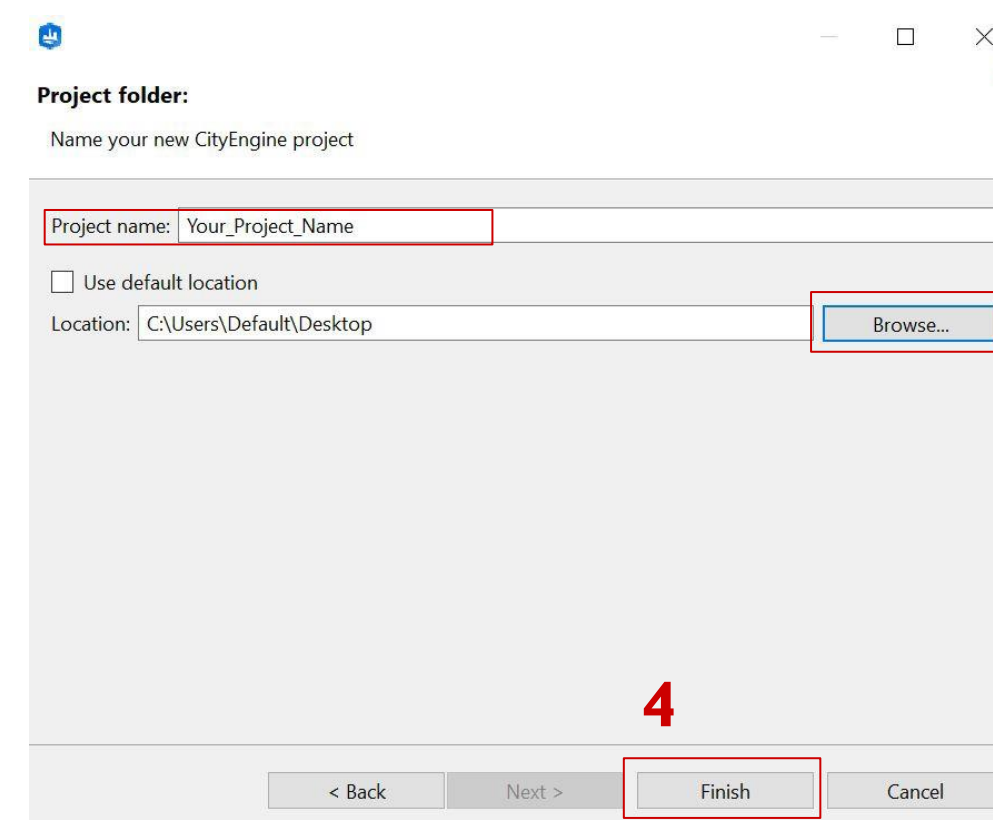 Project folder:
Name your new CityEngine project
Project name: Your_Project_Name
Use default location
Location: C:\Users\Default\Desktop Browse...
4
< Back Next > Finish Cancel